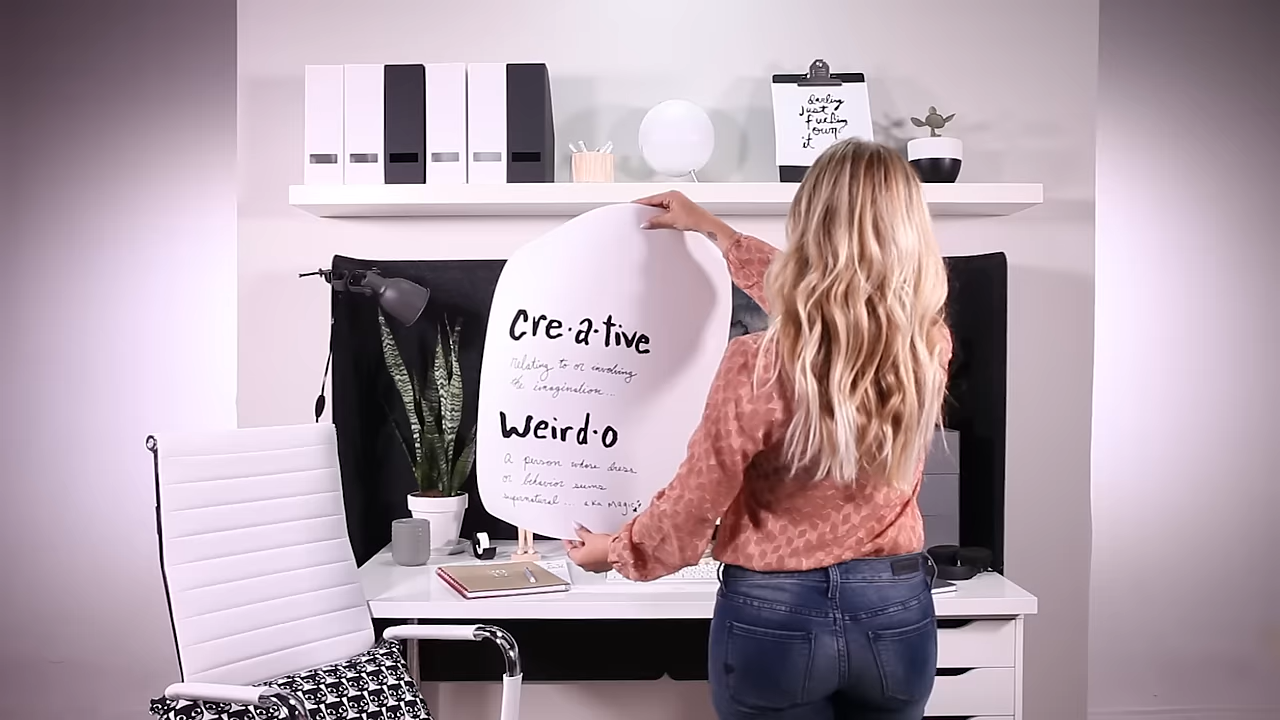 darling
just
fucking
own
it
Cre·a·tive
relating to or involving
the imagination...
Weird·o
a person whose dress
or behavior seems
supernatural... aka magic